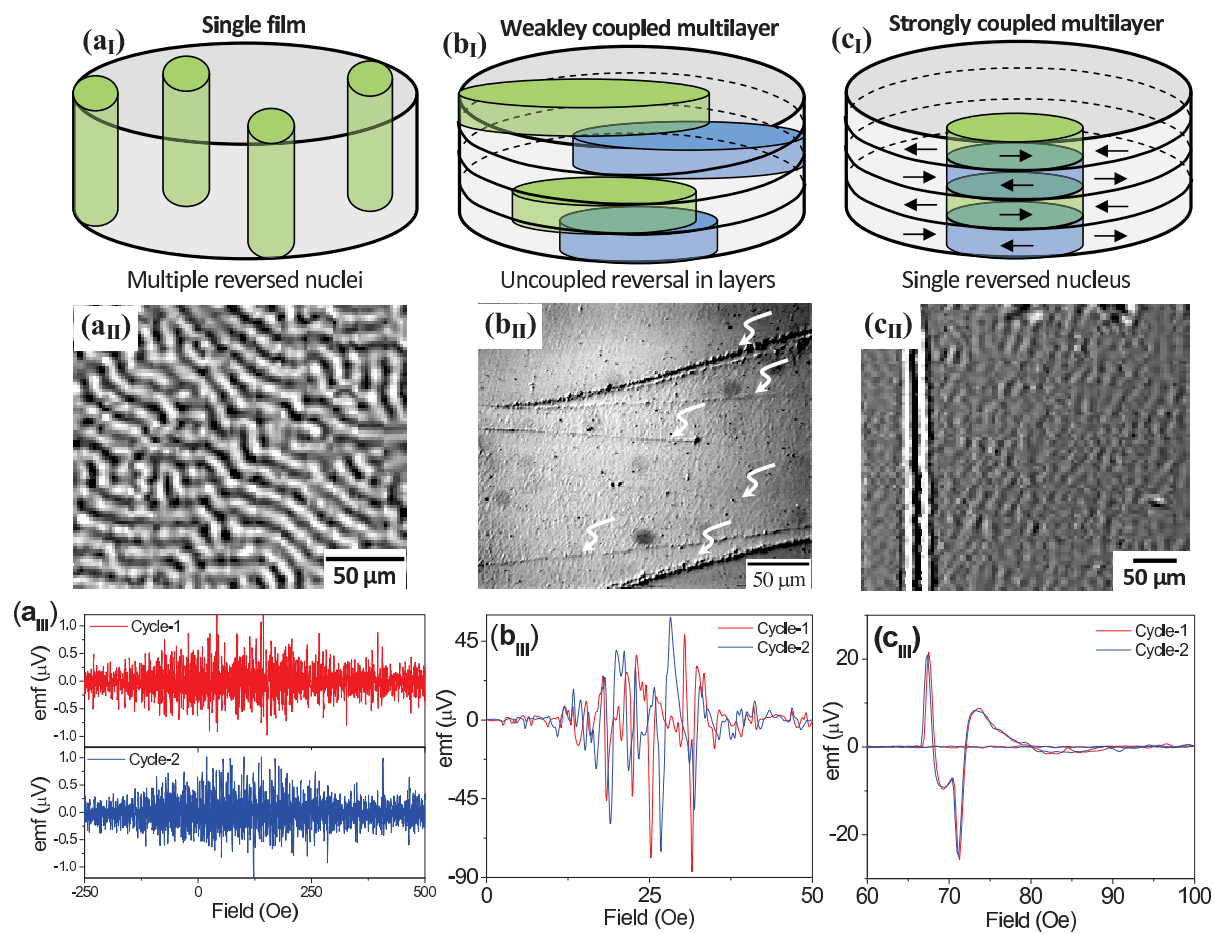 (aI) Single film
(bI) Weakley coupled multilayer
(cI) Strongly coupled multilayer
Multiple reversed nuclei
Uncoupled reversal in layers
Single reversed nucleus
(aII)
50 μm
(bII)
50 μm
(cII)
50 μm
(aIII)
Cycle-1
1.0
0.5
0.0
-0.5
-1.0
emf (μV)
Cycle-2
1.0
0.5
0.0
-0.5
-1.0
emf (μV)
-250 0 250 500
Field (Oe)
(bIII)
Cycle-1
Cycle-2
45
0
-45
-90
emf (μV)
0 25 50
Field (Oe)
(cIII)
Cycle-1
Cycle-2
20
0
-20
emf (μV)
60 70 80 90 100
Field (Oe)